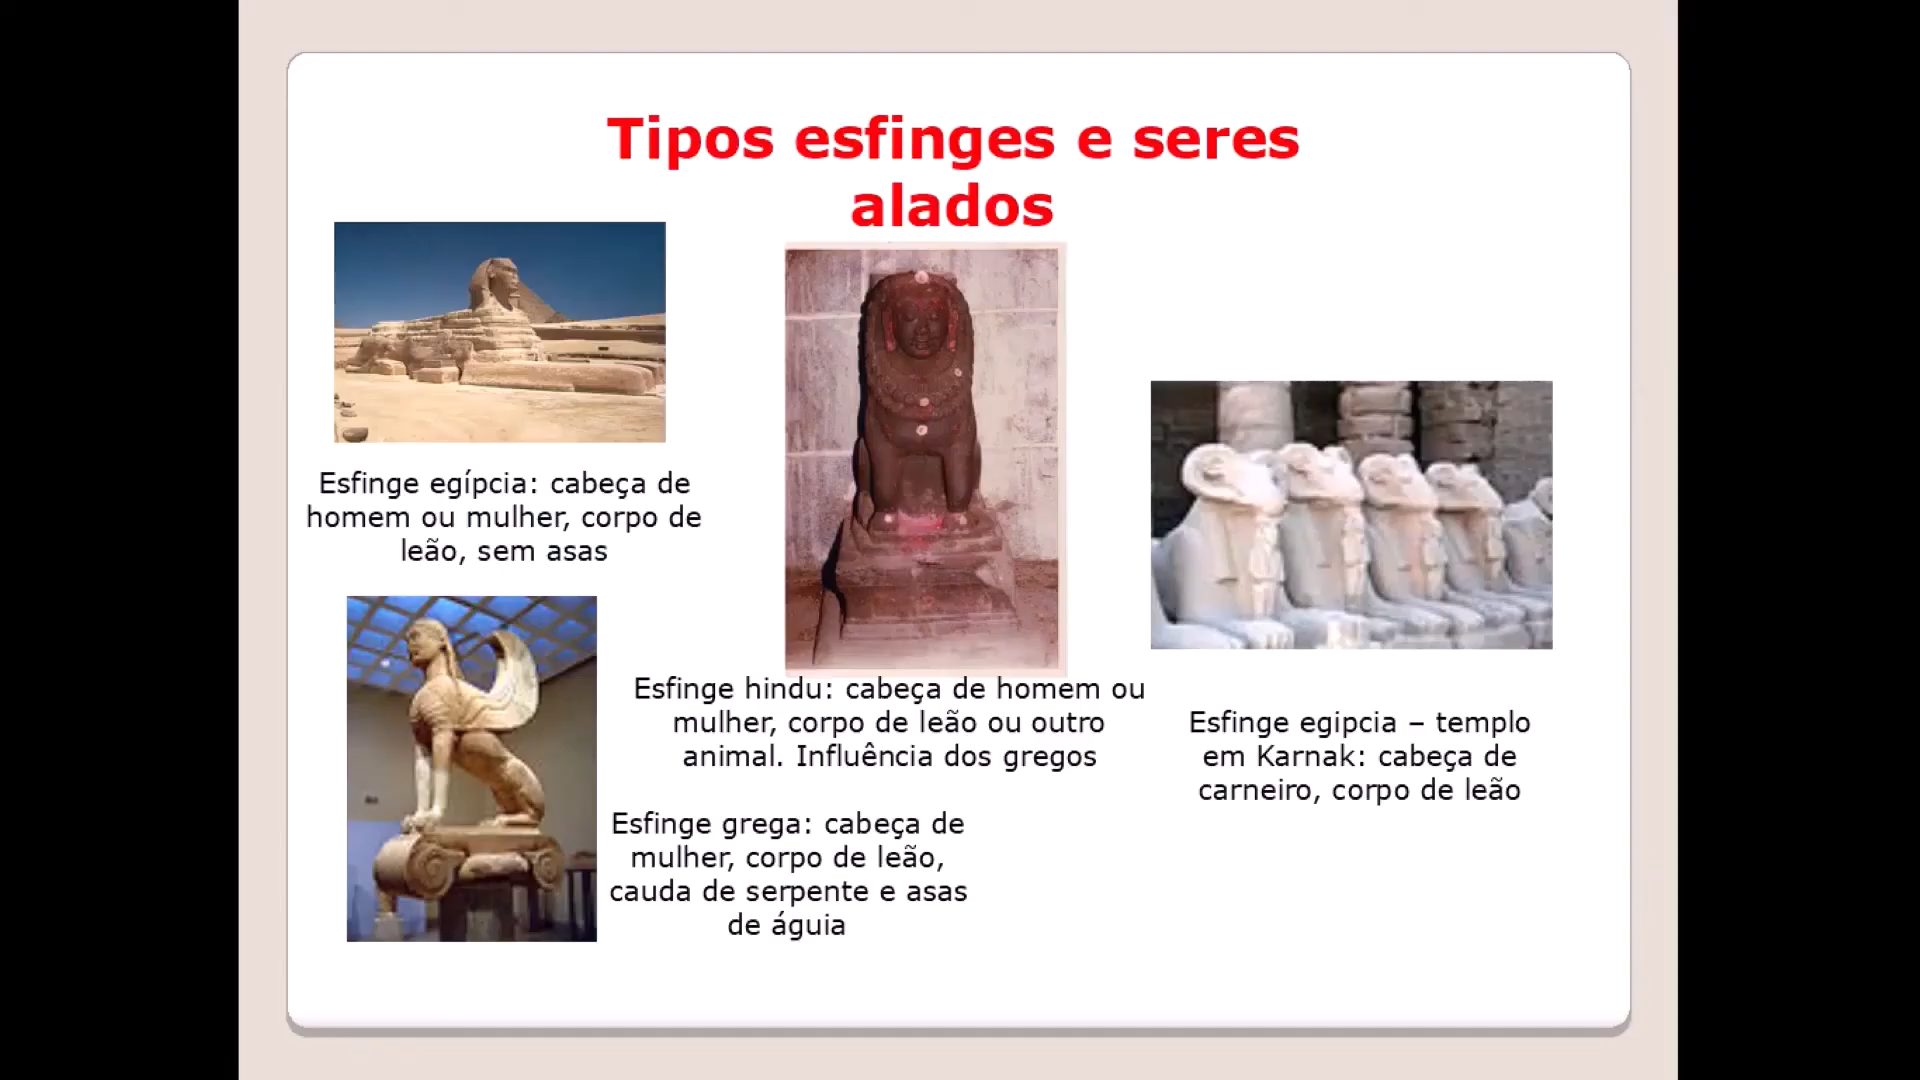 Tipos esfinges e seres
alados
Esfinge egípcia: cabeça de
homem ou mulher, corpo de
leão, sem asas
Esfinge hindu: cabeça de homem ou
mulher, corpo de leão ou outro
animal. Influência dos gregos
Esfinge egipcia – templo
em Karnak: cabeça de
carneiro, corpo de leão
Esfinge grega: cabeça de
mulher, corpo de leão,
cauda de serpente e asas
de águia